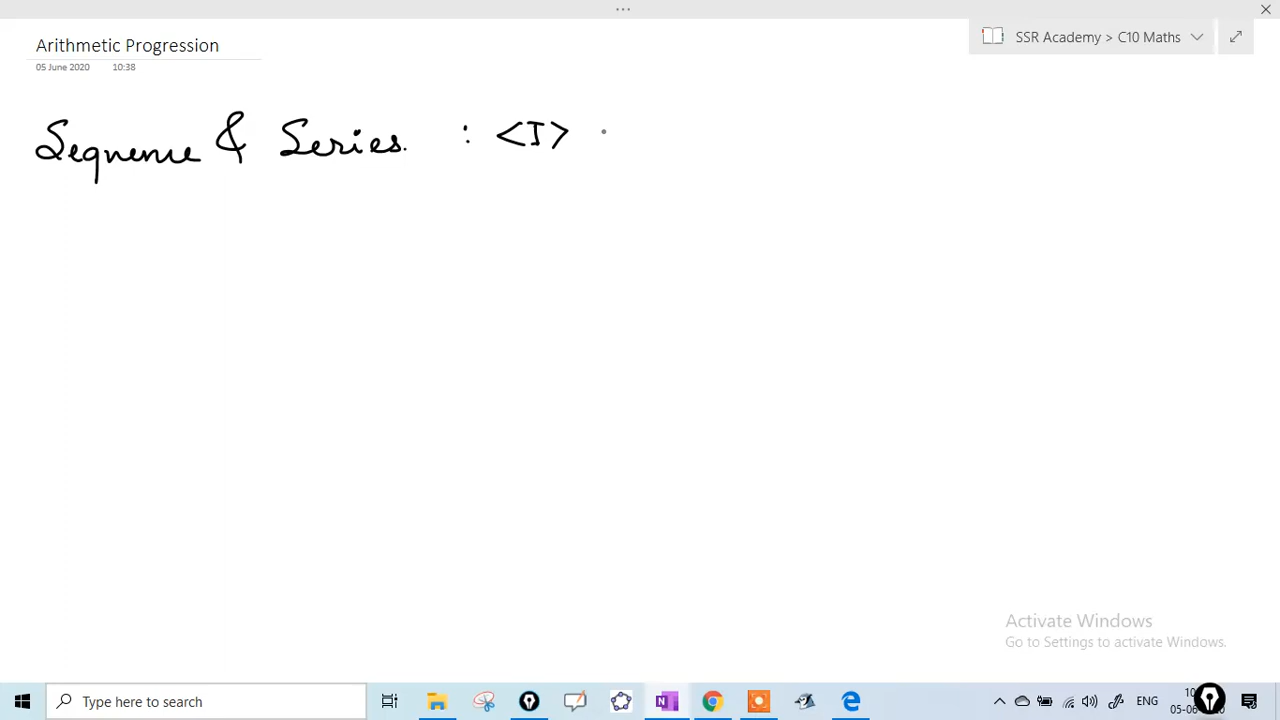 Arithmetic Progression
SSR Academy > C10 Maths
05 June 2020 10:38
Sequence & Series. : <I>
Activate Windows
Go to Settings to activate Windows.
Type here to search
ENG